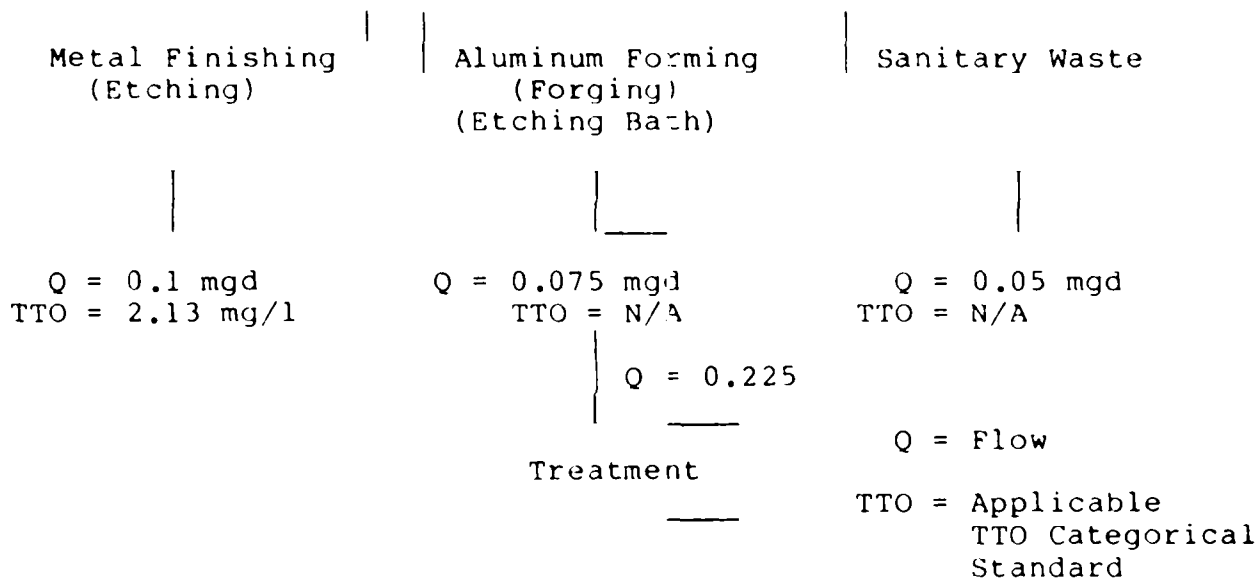 Metal Finishing
(Etching)
Aluminum Forming
(Forging)
(Etching Bath)
Sanitary Waste
Q = 0.1 mgd
TTO = 2.13 mg/l
Q = 0.075 mgd
TTO = N/A
Q = 0.05 mgd
TTO = N/A
Q = 0.225
Treatment
Q = Flow
TTO = Applicable
TTO Categorical
Standard